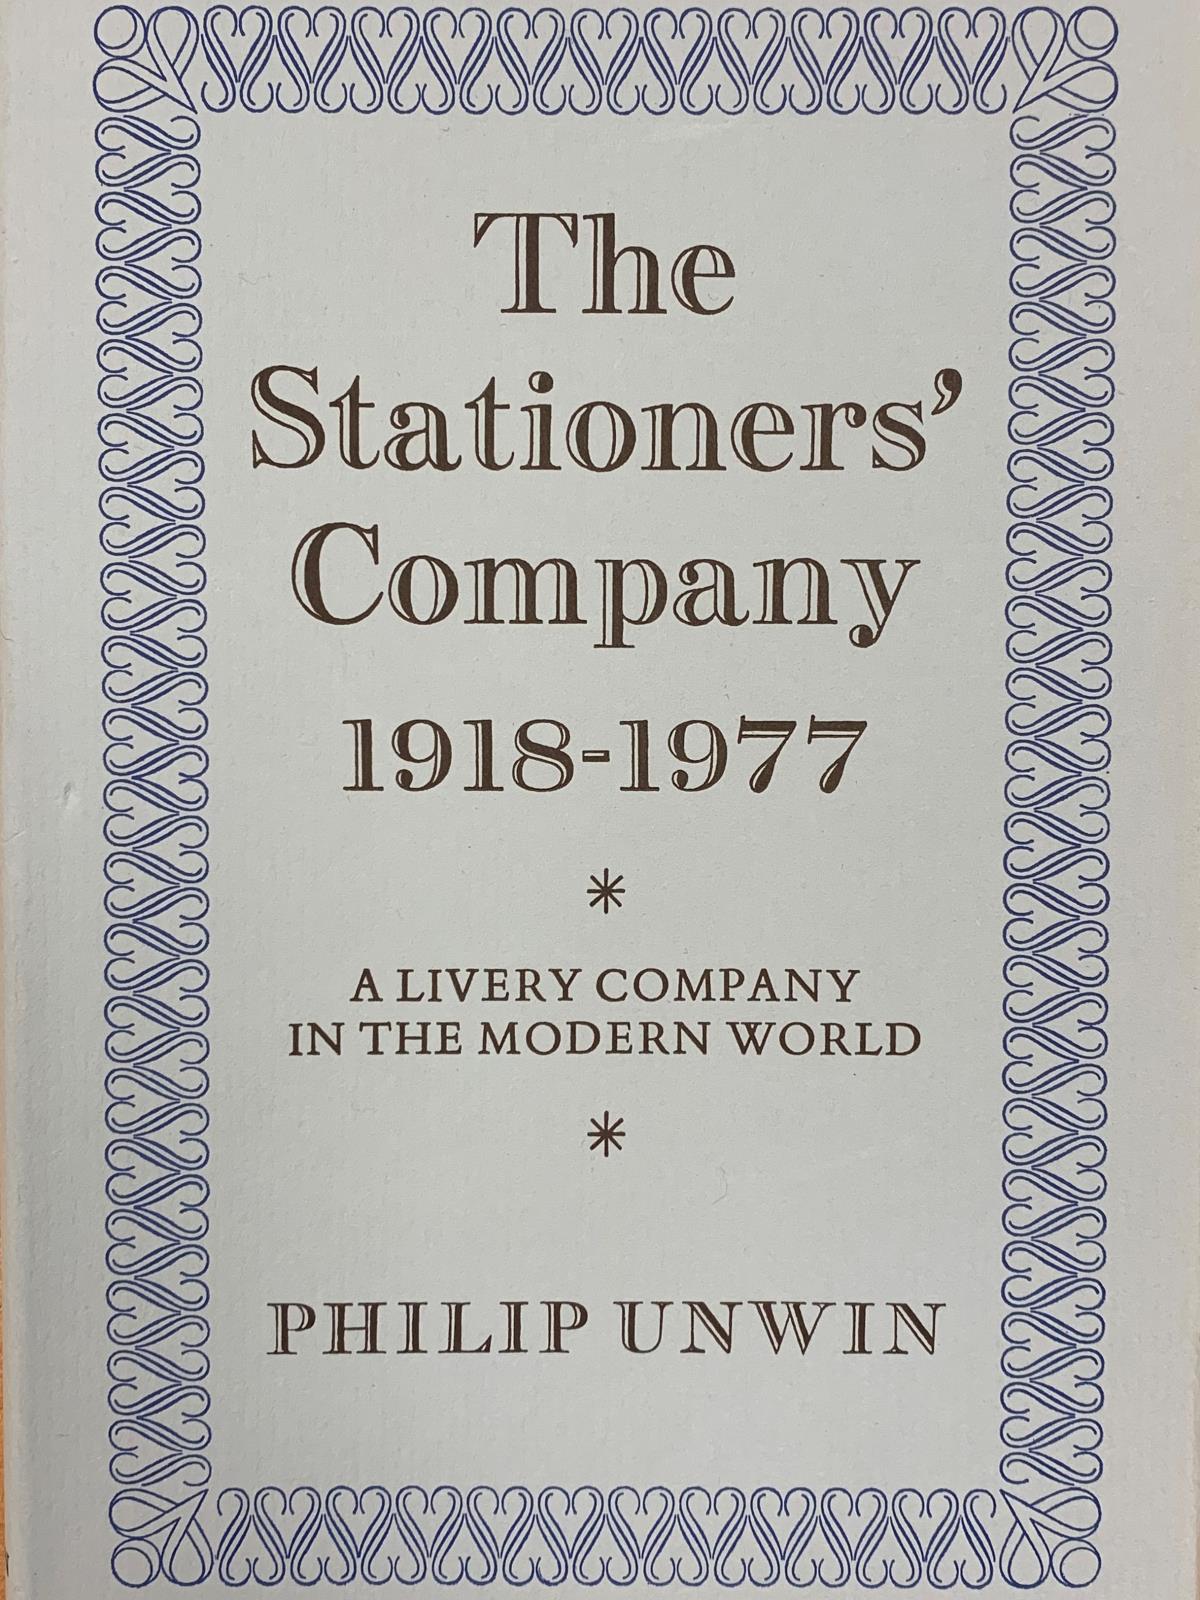 The
Stationers’
Company
1918-1977
*
A LIVERY COMPANY
IN THE MODERN WORLD
*
PHILIP UNWIN